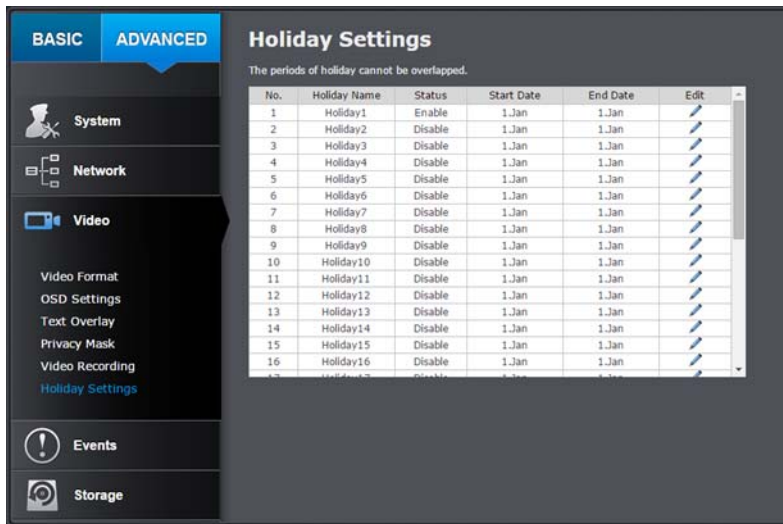 BASIC ADVANCED
System
Network
Video
Video Format
OSD Settings
Text Overlay
Privacy Mask
Video Recording
Holiday Settings
Events
Storage
Holiday Settings
The periods of holiday cannot be overlapped.
No. Holiday Name Status Start Date End Date Edit
1 Holiday1 Enable 1.Jan 1.Jan
2 Holiday2 Disable 1.Jan 1.Jan
3 Holiday3 Disable 1.Jan 1.Jan
4 Holiday4 Disable 1.Jan 1.Jan
5 Holiday5 Disable 1.Jan 1.Jan
6 Holiday6 Disable 1.Jan 1.Jan
7 Holiday7 Disable 1.Jan 1.Jan
8 Holiday8 Disable 1.Jan 1.Jan
9 Holiday9 Disable 1.Jan 1.Jan
10 Holiday10 Disable 1.Jan 1.Jan
11 Holiday11 Disable 1.Jan 1.Jan
12 Holiday12 Disable 1.Jan 1.Jan
13 Holiday13 Disable 1.Jan 1.Jan
14 Holiday14 Disable 1.Jan 1.Jan
15 Holiday15 Disable 1.Jan 1.Jan
16 Holiday16 Disable 1.Jan 1.Jan